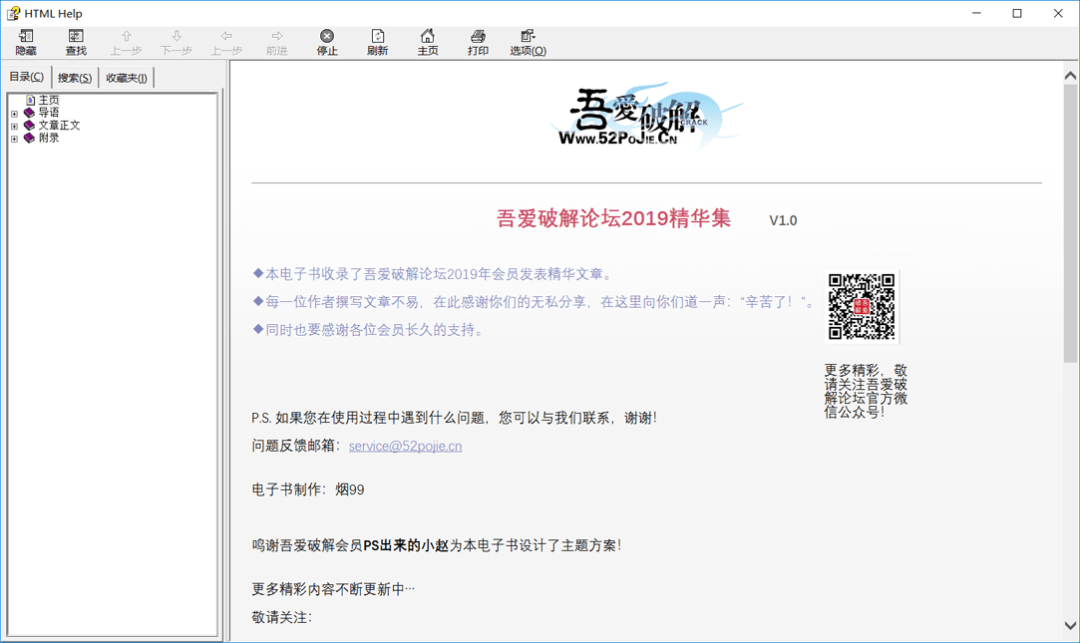 HTML Help
隐藏 查找 上一步 下一步 上一步 前进 停止 刷新 主页 打印 选项(O)
目录(C) 搜索(S) 收藏夹(I)
主页
导语
文章正文
附录
吾愛破解
CRACK
Www.52PoJie.Cn
吾爱破解论坛2019精华集 V1.0
◆本电子书收录了吾爱破解论坛2019年会员发表精华文章。
◆每一位作者撰写文章不易，在此感谢你们的无私分享，在这里向你们道一声：“辛苦了！”。
◆同时也要感谢各位会员长久的支持。
更多精彩，敬
请关注吾爱破
解论坛官方微
信公众号！
P.S. 如果您在使用过程中遇到什么问题，您可以与我们联系，谢谢！
问题反馈邮箱：service@52pojie.cn
电子书制作：烟99
鸣谢吾爱破解会员PS出来的小赵为本电子书设计了主题方案！
更多精彩内容不断更新中…
敬请关注：